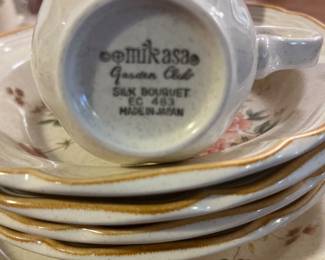 mikasa
Garden Club
SILK BOUQUET
EC 463
MADE IN JAPAN